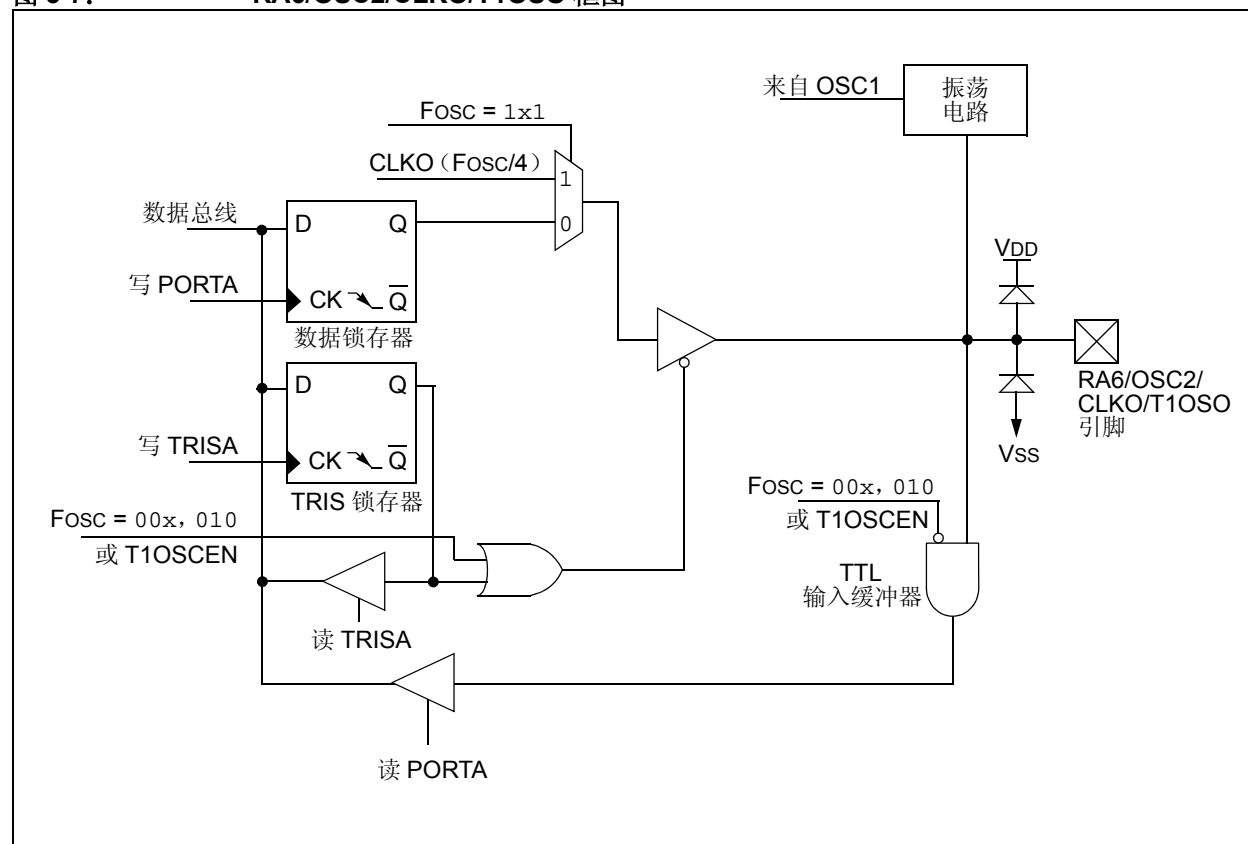 来自 OSC1
振荡
电路
FOSC = 1x1
CLKO（FOSC/4）
1
0
数据总线
D
Q
写 PORTA
CK
Q
数据锁存器
VDD
RA6/OSC2/
CLKO/T1OSO
引脚
VSS
D
Q
写 TRISA
CK
Q
TRIS 锁存器
FOSC = 00x，010
或 T1OSCEN
FOSC = 00x，010
或 T1OSCEN
TTL
输入缓冲器
读 TRISA
读 PORTA